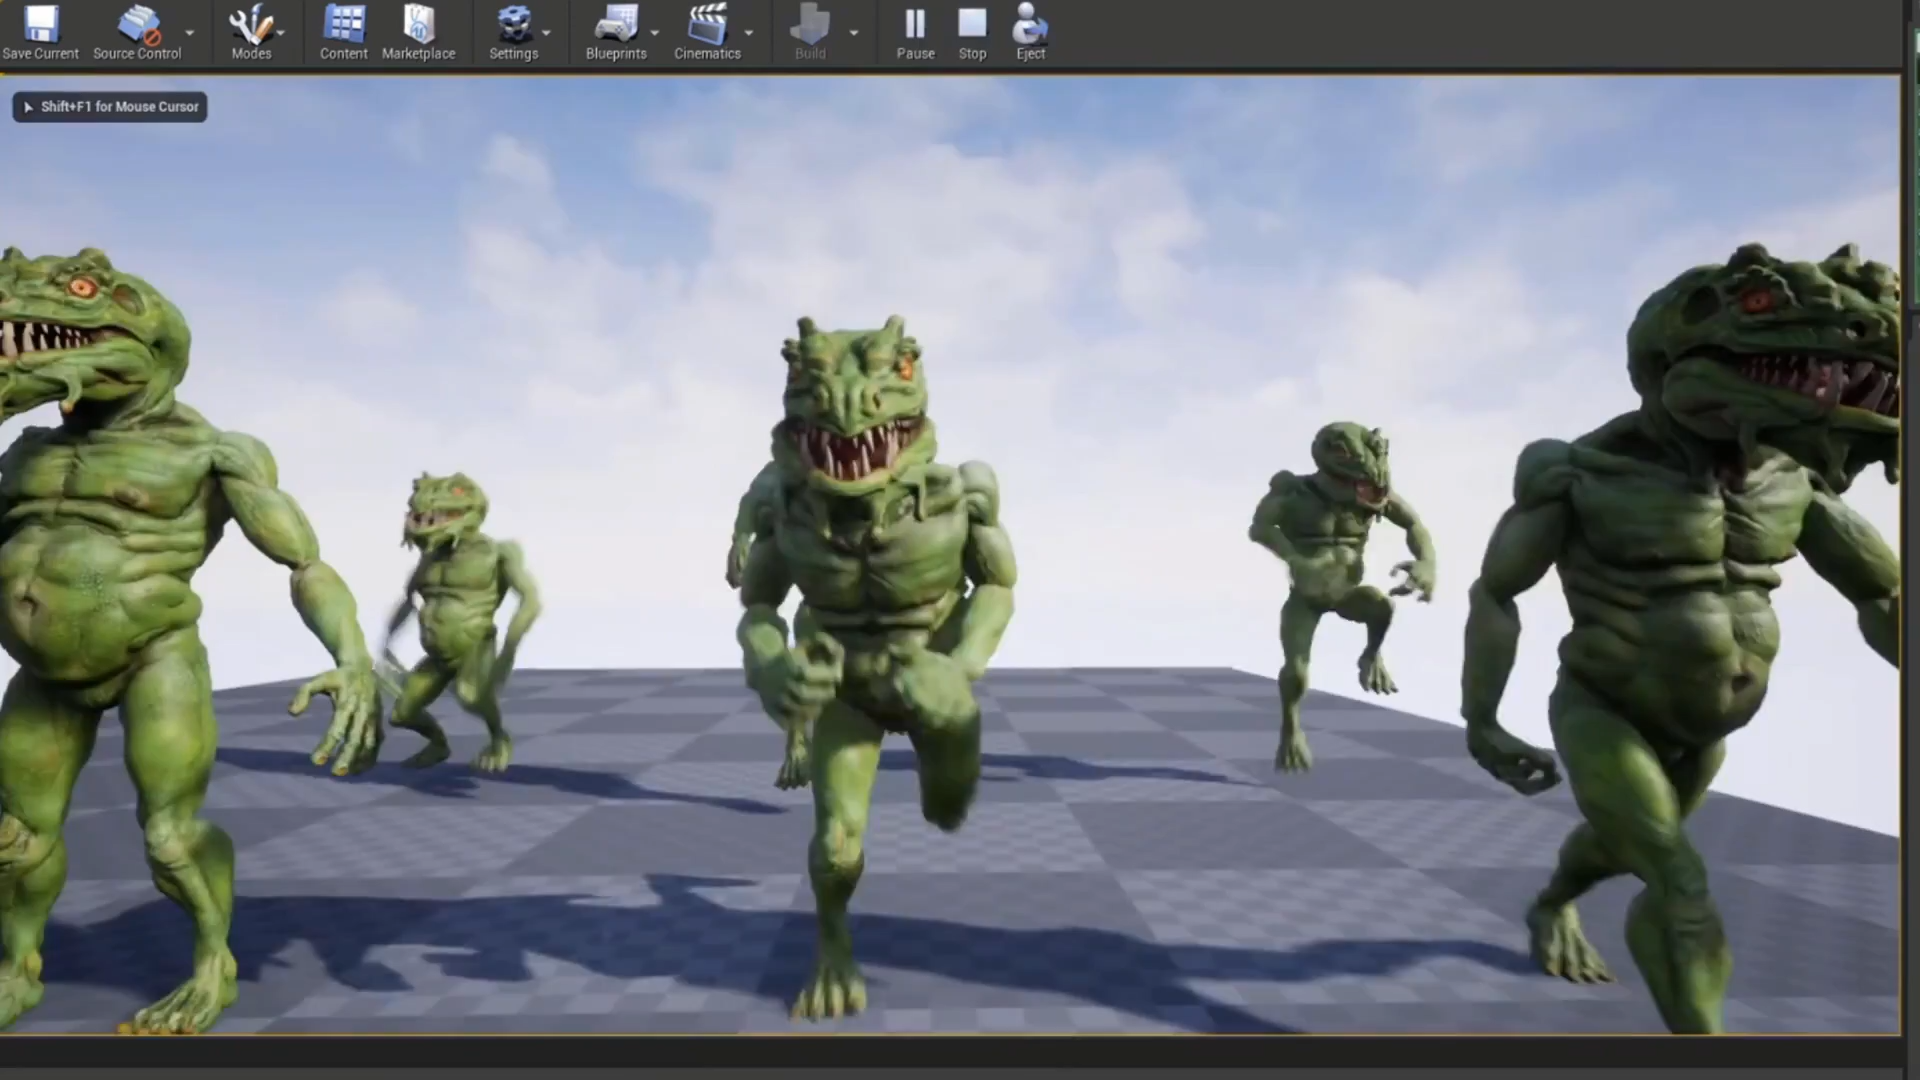 Save Current
Source Control
Modes
Content
Marketplace
Settings
Blueprints
Cinematics
Build
Pause
Stop
Eject
Shift+F1 for Mouse Cursor